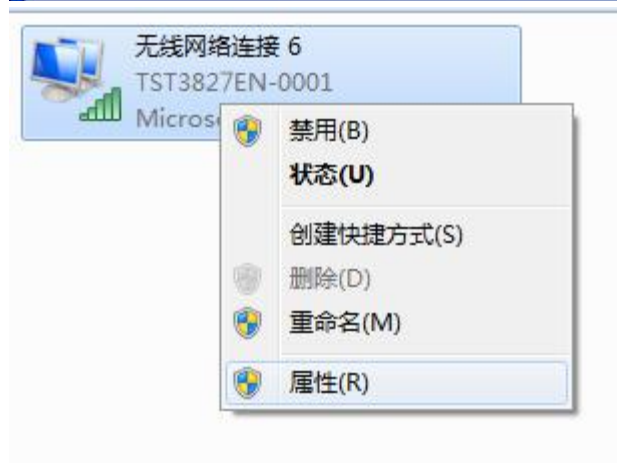 无线网络连接 6
TST3827EN-0001
禁用(B)
状态(U)
创建快捷方式(S)
删除(D)
重命名(M)
属性(R)